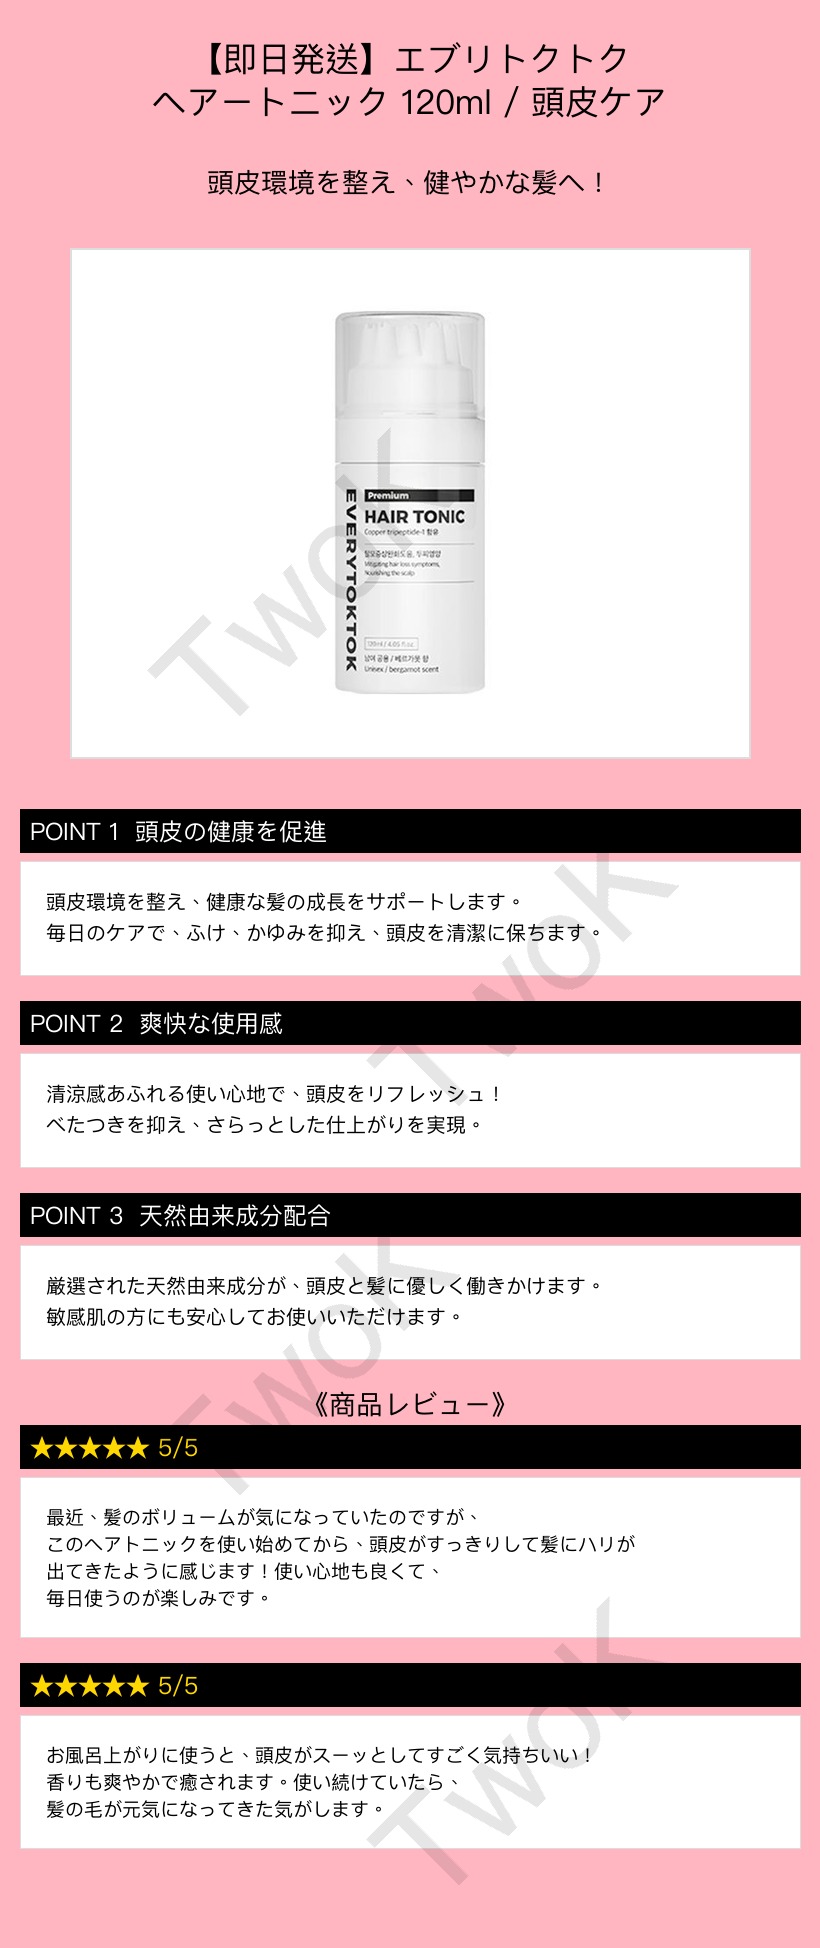 【即日発送】エブリトクトク
ヘアートニック 120ml / 頭皮ケア
頭皮環境を整え、健やかな髪へ！
EVERYTOKTOK
Premium
HAIR TONIC
Copper tripeptide-1 함유
탈모증상완화도움, 두피영양
Mitigating hair loss symptoms,
Nourishing the scalp
120ml / 4.05 fl.oz.
남여 공용 / 베르가못 향
Unisex / bergamot scent
TwoK
POINT 1 頭皮の健康を促進
頭皮環境を整え、健康な髪の成長をサポートします。
毎日のケアで、ふけ、かゆみを抑え、頭皮を清潔に保ちます。
TwoK
POINT 2 爽快な使用感
清涼感あふれる使い心地で、頭皮をリフレッシュ！
べたつきを抑え、さらっとした仕上がりを実現。
POINT 3 天然由来成分配合
厳選された天然由来成分が、頭皮と髪に優しく働きかけます。
敏感肌の方にも安心してお使いいただけます。
TwoK
《商品レビュー》
★★★★★ 5/5
最近、髪のボリュームが気になっていたのですが、
このヘアトニックを使い始めてから、頭皮がすっきりして髪にハリが
出てきたように感じます！使い心地も良くて、
毎日使うのが楽しみです。
★★★★★ 5/5
お風呂上がりに使うと、頭皮がスーッとしてすごく気持ちいい！
香りも爽やかで癒されます。使い続けていたら、
髪の毛が元気になってきた気がします。
TwoK